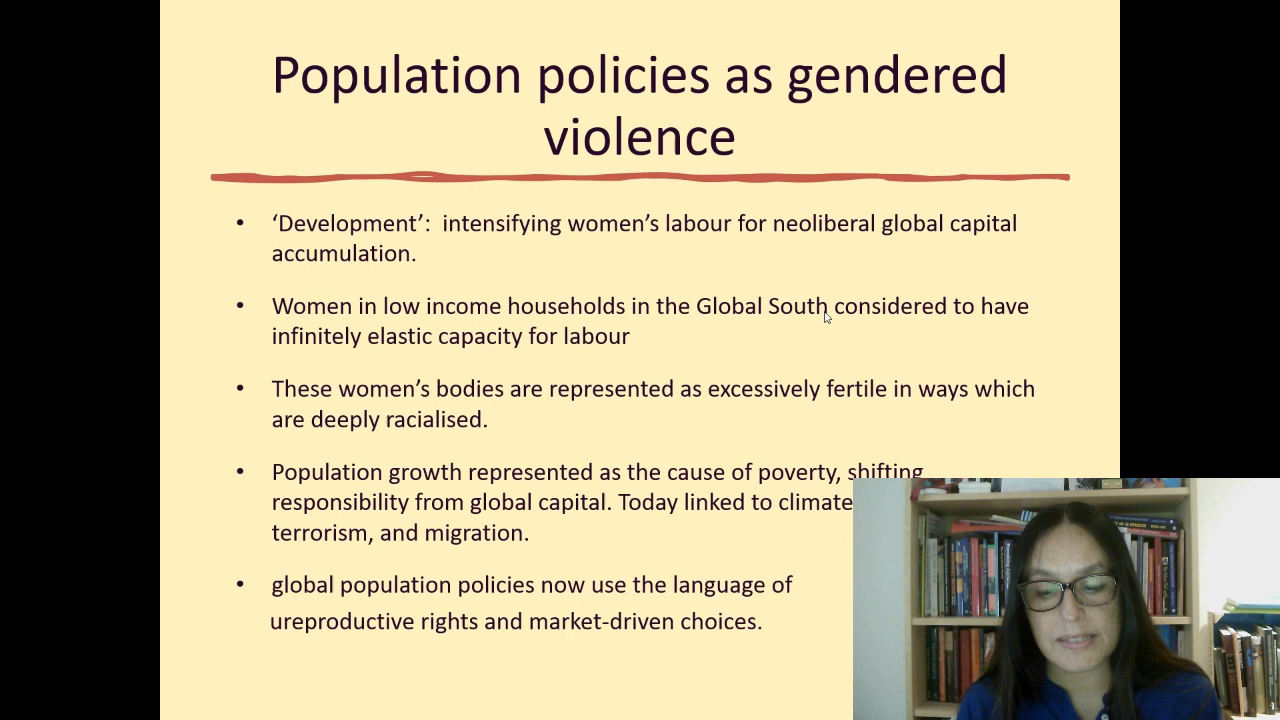 Population policies as gendered
violence
• ‘Development’:  intensifying women’s labour for neoliberal global capital
accumulation.
• Women in low income households in the Global South considered to have
infinitely elastic capacity for labour
• These women’s bodies are represented as excessively fertile in ways which
are deeply racialised.
• Population growth represented as the cause of poverty, shifting
responsibility from global capital. Today linked to climate
terrorism, and migration.
• global population policies now use the language of
ureproductive rights and market-driven choices.